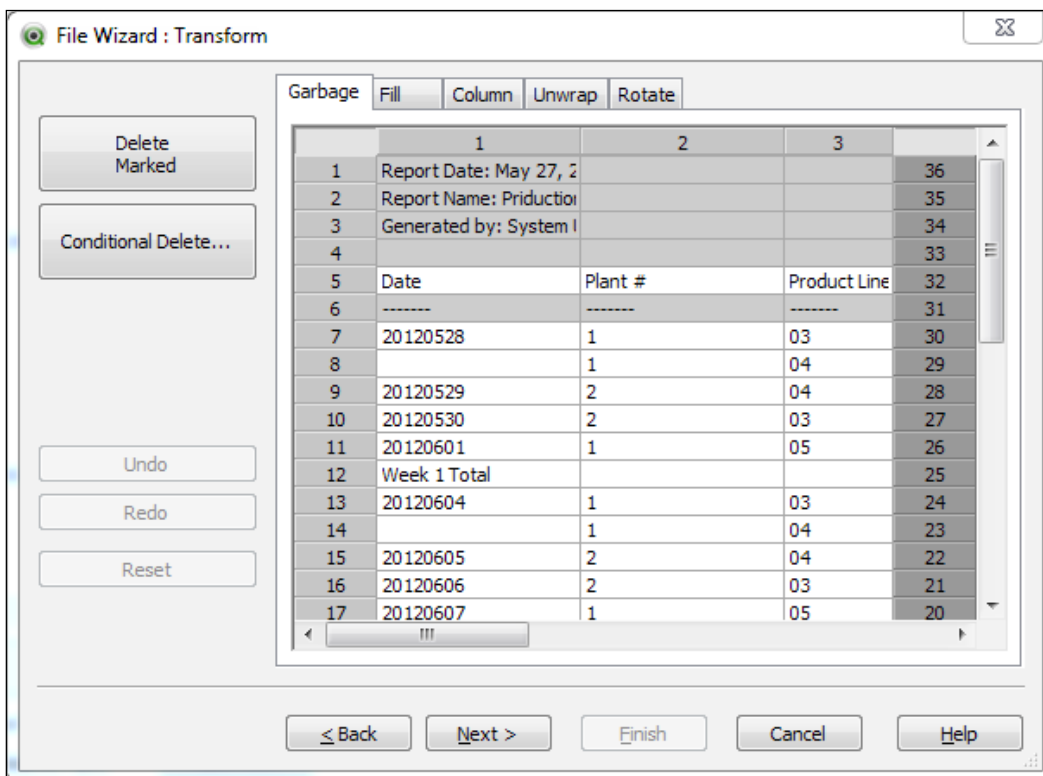 File Wizard : Transform
Garbage Fill Column Unwrap Rotate
Delete
Marked
Conditional Delete...
Undo
Redo
Reset
1 2 3
1 Report Date: May 27, 2 36
2 Report Name: Priduction 35
3 Generated by: System 34
4 33
5 Date Plant # Product Line 32
6 ------- ------- ------- 31
7 20120528 1 03 30
8 1 04 29
9 20120529 2 04 28
10 20120530 2 03 27
11 20120601 1 05 26
12 Week 1 Total 25
13 20120604 1 03 24
14 1 04 23
15 20120605 2 04 22
16 20120606 2 03 21
17 20120607 1 05 20
< Back Next > Finish Cancel Help